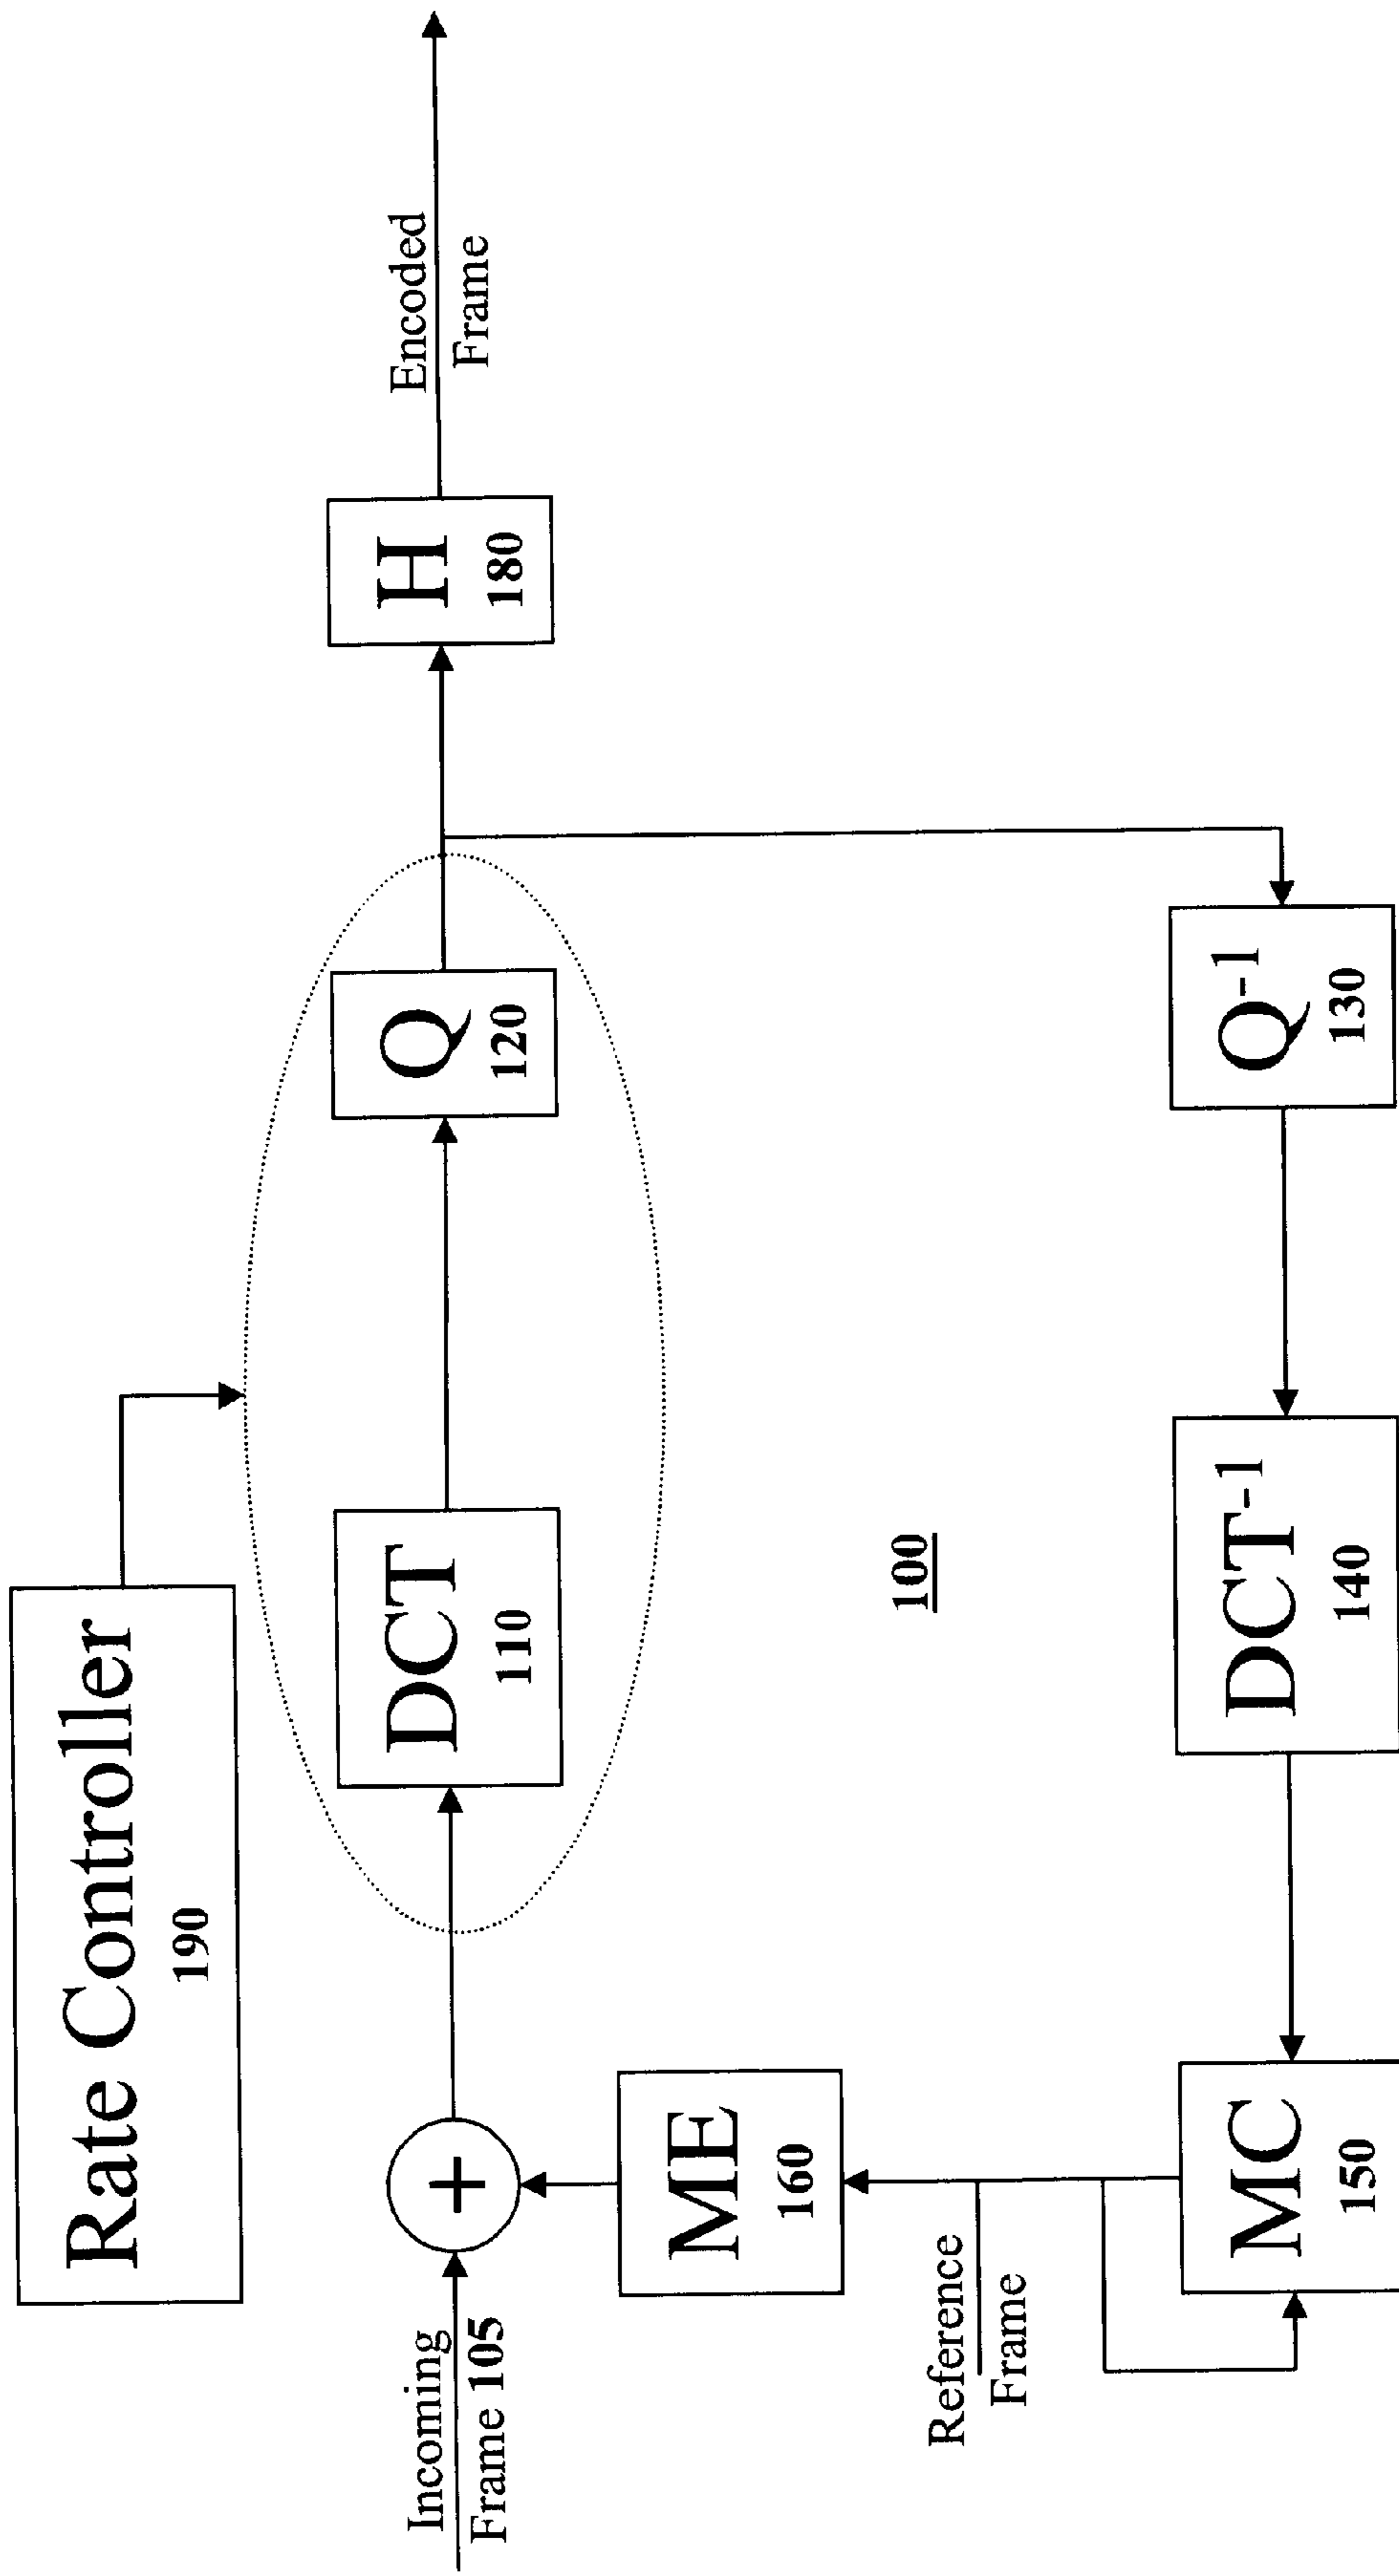 Rate Controller
190
Incoming
Frame 105
+
DCT
110
Q
120
H
180
Encoded
Frame
ME
160
100
Reference
Frame
MC
150
DCT-1
140
Q-1
130